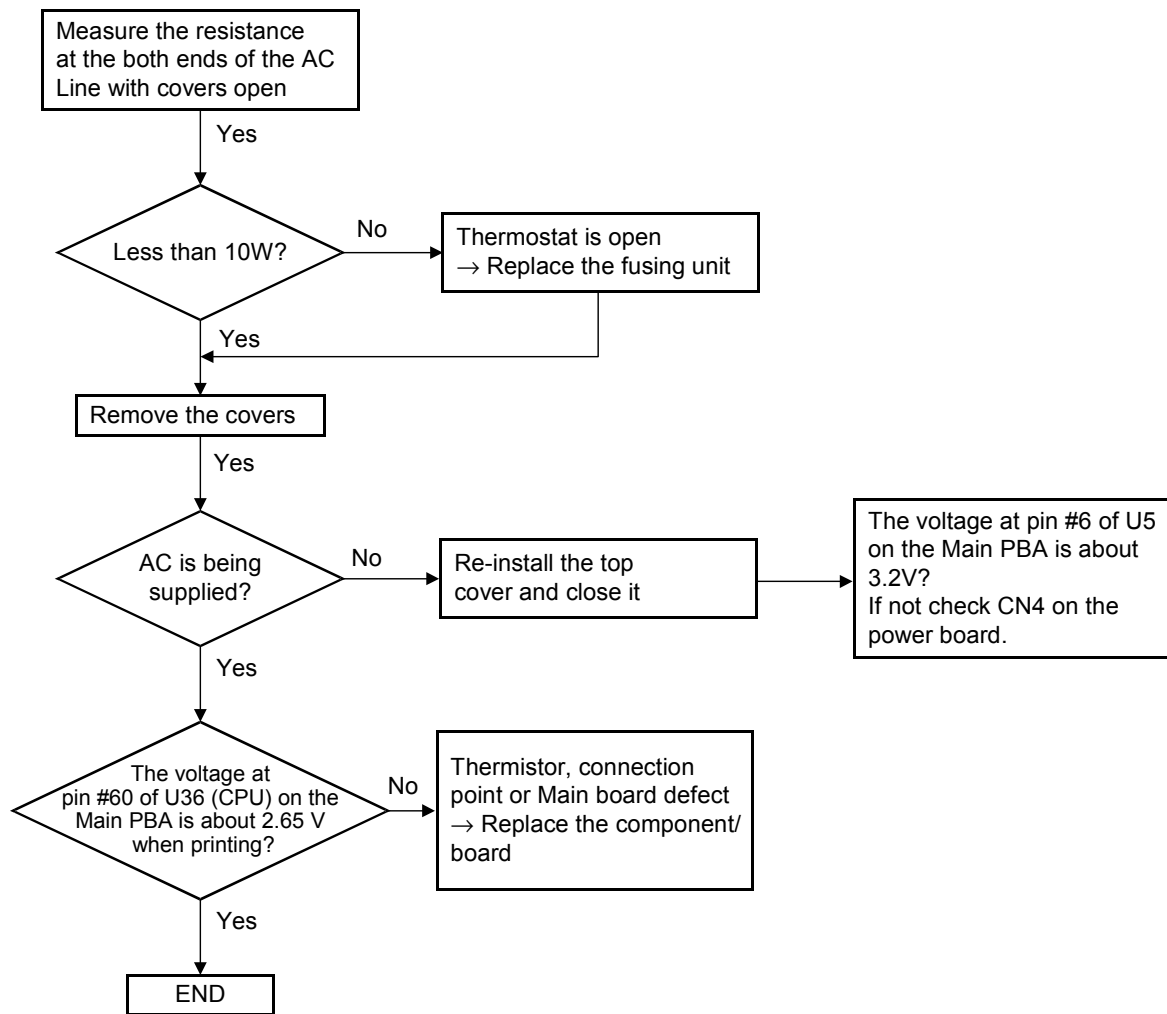 Measure the resistance
at the both ends of the AC
Line with covers open
Yes
Less than 10W?
No
Thermostat is open
→ Replace the fusing unit
Yes
Remove the covers
Yes
AC is being
supplied?
No
Re-install the top
cover and close it
The voltage at pin #6 of U5
on the Main PBA is about
3.2V?
If not check CN4 on the
power board.
Yes
The voltage at
pin #60 of U36 (CPU) on the
Main PBA is about 2.65 V
when printing?
No
Thermistor, connection
point or Main board defect
→ Replace the component/
board
Yes
END